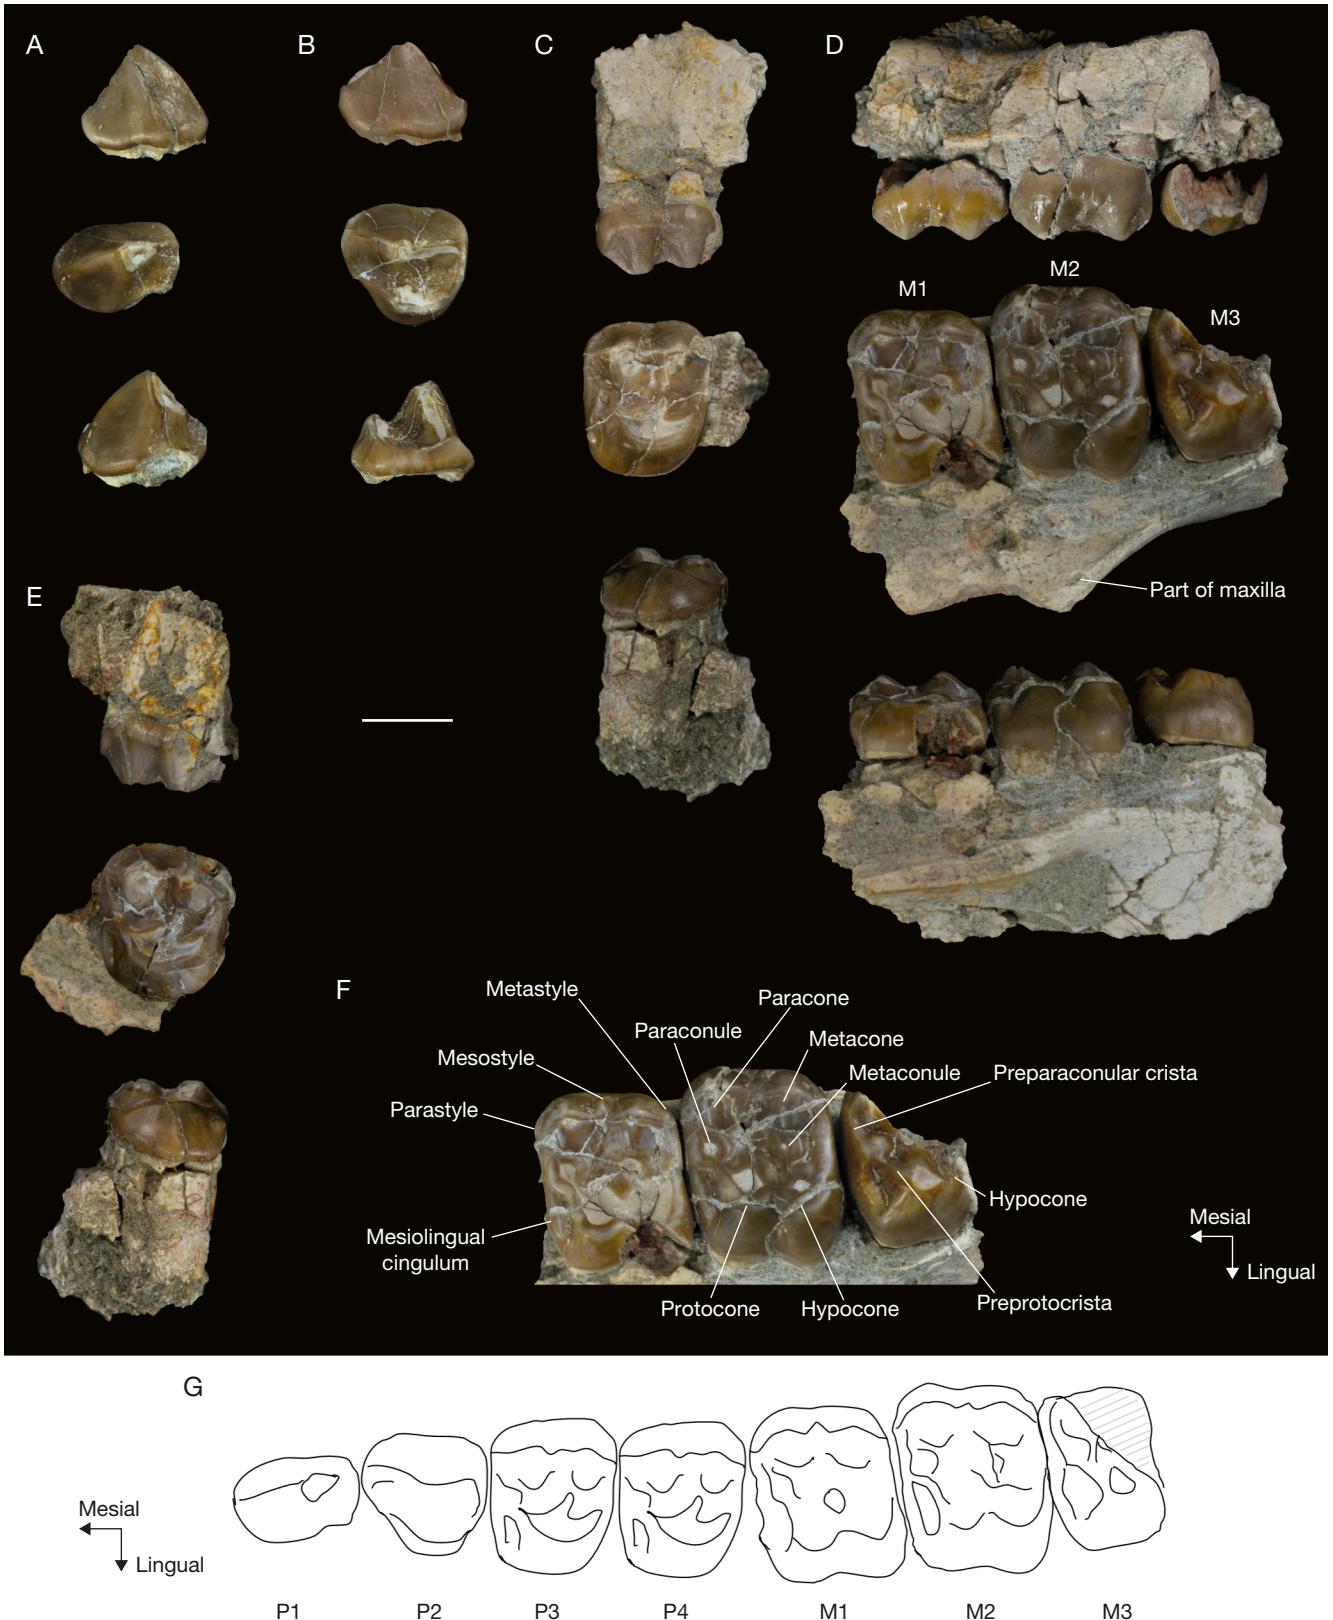 A
B
C
D
M1
M2
M3
Part of maxilla
E
F
Metastyle
Paracone
Paraconule
Metacone
Mesostyle
Metaconule
Preparaconular crista
Parastyle
Hypocone
Mesial
Mesiolingual
cingulum
Lingual
Protocone
Hypocone
Preprotocrista
G
Mesial
Lingual
P1
P2
P3
P4
M1
M2
M3